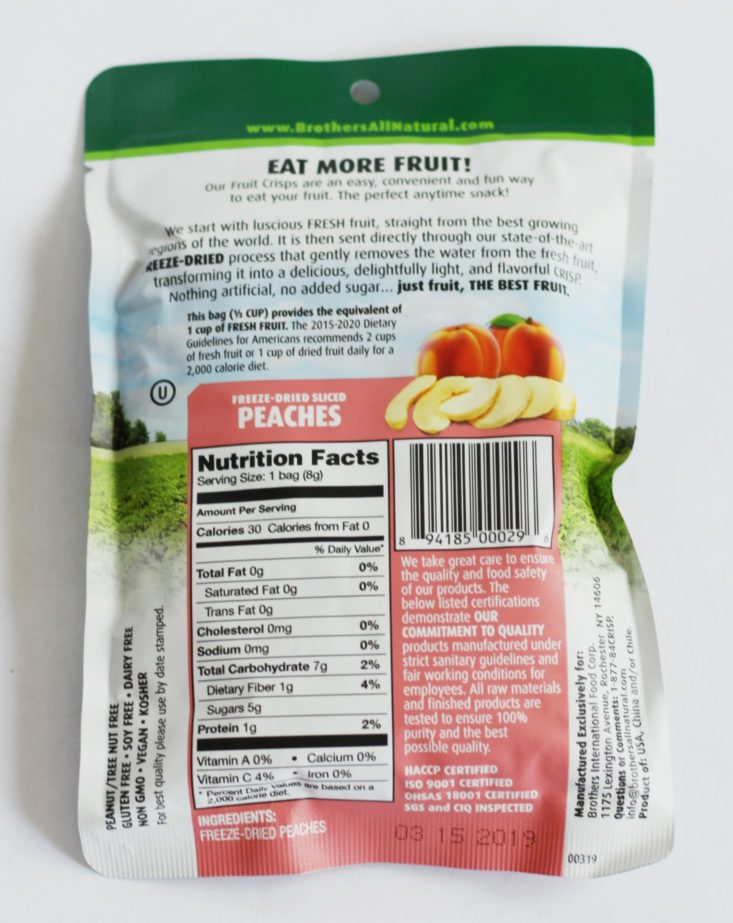 www.BrothersAllNatural.com
EAT MORE FRUIT!
Our Fruit Crisps are an easy, convenient and fun way
to eat your fruit. The perfect anytime snack!
We start with luscious FRESH fruit, straight from the best growing
regions of the world. It is then sent directly through our state-of-the-art
FREEZE-DRIED process that gently removes the water from the fresh fruit,
transforming it into a delicious, delightfully light, and flavorful CRISP.
Nothing artificial, no added sugar... just fruit, THE BEST FRUIT.
This bag (½ CUP) provides the equivalent of
1 cup of FRESH FRUIT. The 2015-2020 Dietary
Guidelines for Americans recommends 2 cups
of fresh fruit or 1 cup of dried fruit daily for a
2,000 calorie diet.
U
FREEZE-DRIED SLICED
PEACHES
Nutrition Facts
Serving Size: 1 bag (8g)
Amount Per Serving
Calories 30 Calories from Fat 0
% Daily Value*
Total Fat 0g 0%
Saturated Fat 0g 0%
Trans Fat 0g
Cholesterol 0mg 0%
Sodium 0mg 0%
Total Carbohydrate 7g 2%
Dietary Fiber 1g 4%
Sugars 5g
Protein 1g 2%
Vitamin A 0% • Calcium 0%
Vitamin C 4% • Iron 0%
* Percent Daily Values are based on a
2,000 calorie diet.
INGREDIENTS:
FREEZE-DRIED PEACHES
8 94185 00029 6
We take great care to ensure
the quality and food safety
of our products. The
below listed certifications
demonstrate OUR
COMMITMENT TO QUALITY
products manufactured under
strict sanitary guidelines and
fair working conditions for
employees. All raw materials
and finished products are
tested to ensure 100%
purity and the best
possible quality.
HACCP CERTIFIED
ISO 9001 CERTIFIED
OHSAS 18001 CERTIFIED
SGS and CIQ INSPECTED
03 15 2019
00319
PEANUT/TREE NUT FREE
GLUTEN FREE • SOY FREE • DAIRY FREE
NON GMO • VEGAN • KOSHER
For best quality please use by date stamped.
Manufactured Exclusively for:
Brothers International Food Corp.
1175 Lexington Avenue, Rochester, NY 14606
Questions or comments: 1-877-84CRISP,
info@brothersallnatural.com
Product of: USA, China and/or Chile.